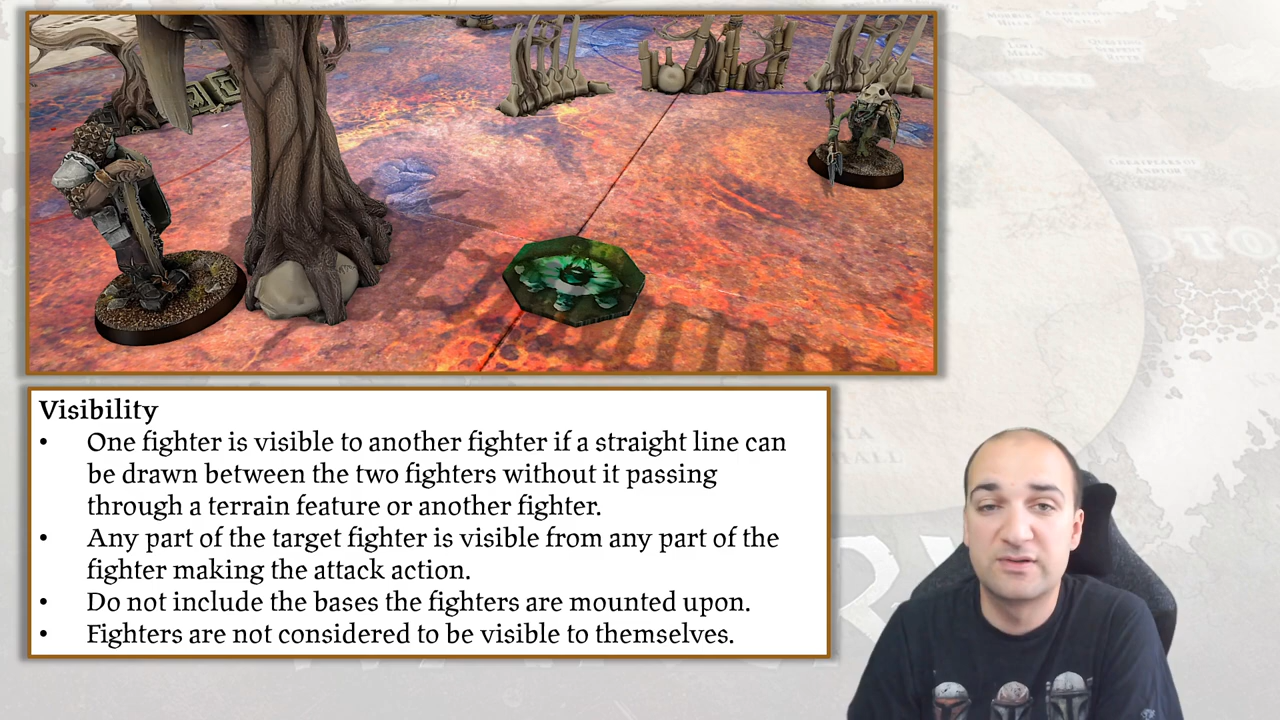 Visibility
• One fighter is visible to another fighter if a straight line can
be drawn between the two fighters without it passing
through a terrain feature or another fighter.
• Any part of the target fighter is visible from any part of the
fighter making the attack action.
• Do not include the bases the fighters are mounted upon.
• Fighters are not considered to be visible to themselves.